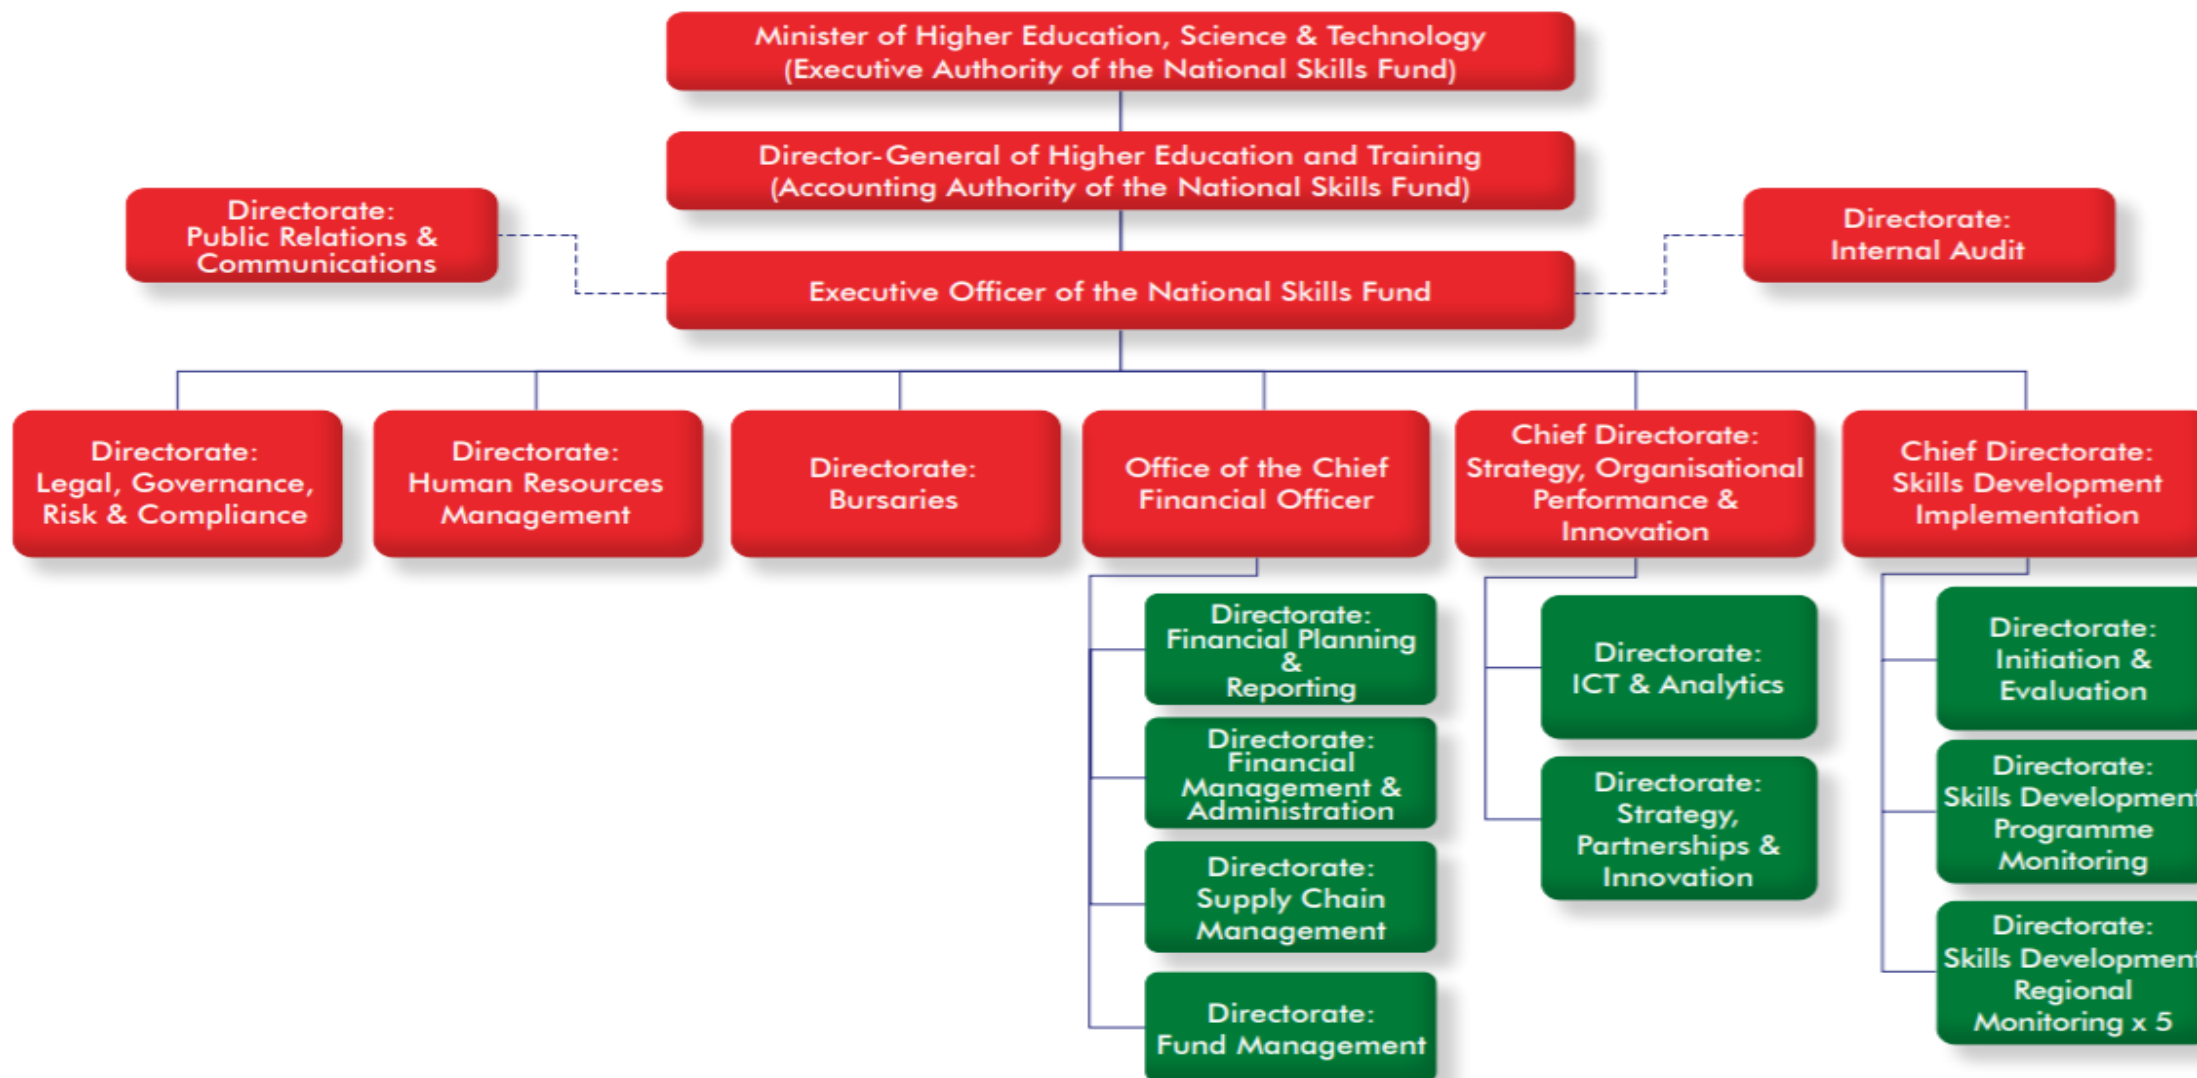 Minister of Higher Education, Science & Technology
(Executive Authority of the National Skills Fund)
Director-General of Higher Education and Training
(Accounting Authority of the National Skills Fund)
Directorate:
Public Relations &
Communications
Directorate:
Internal Audit
Executive Officer of the National Skills Fund
Directorate:
Legal, Governance,
Risk & Compliance
Directorate:
Human Resources
Management
Directorate:
Bursaries
Office of the Chief
Financial Officer
Chief Directorate:
Strategy, Organisational
Performance &
Innovation
Chief Directorate:
Skills Development
Implementation
Directorate:
Financial Planning
&
Reporting
Directorate:
Financial
Management &
Administration
Directorate:
Supply Chain
Management
Directorate:
Fund Management
Directorate:
ICT & Analytics
Directorate:
Strategy,
Partnerships &
Innovation
Directorate:
Initiation &
Evaluation
Directorate:
Skills Development
Programme
Monitoring
Directorate:
Skills Development
Regional
Monitoring x 5